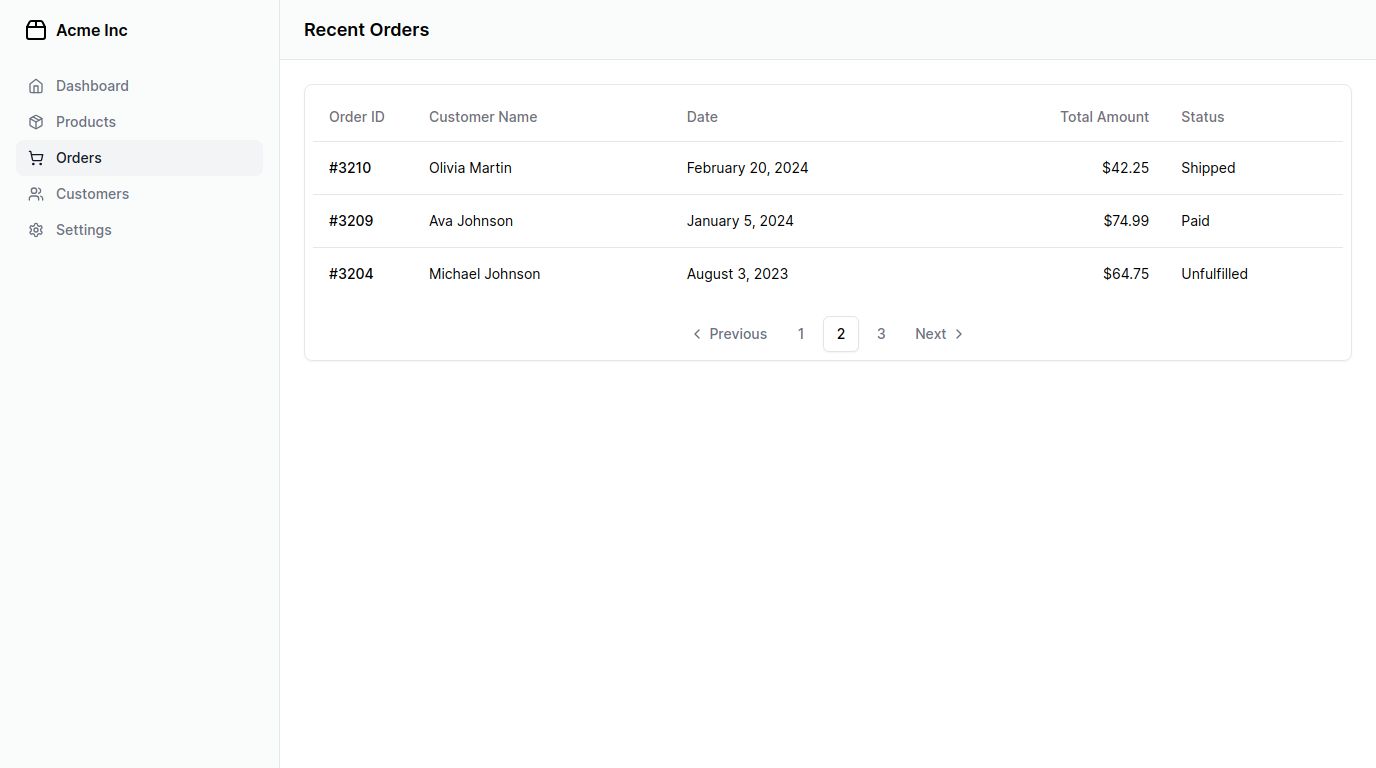 Acme Inc
Dashboard
Products
Orders
Customers
Settings
Recent Orders
Order ID Customer Name Date Total Amount Status
#3210 Olivia Martin February 20, 2024 $42.25 Shipped
#3209 Ava Johnson January 5, 2024 $74.99 Paid
#3204 Michael Johnson August 3, 2023 $64.75 Unfulfilled
Previous 1 2 3 Next